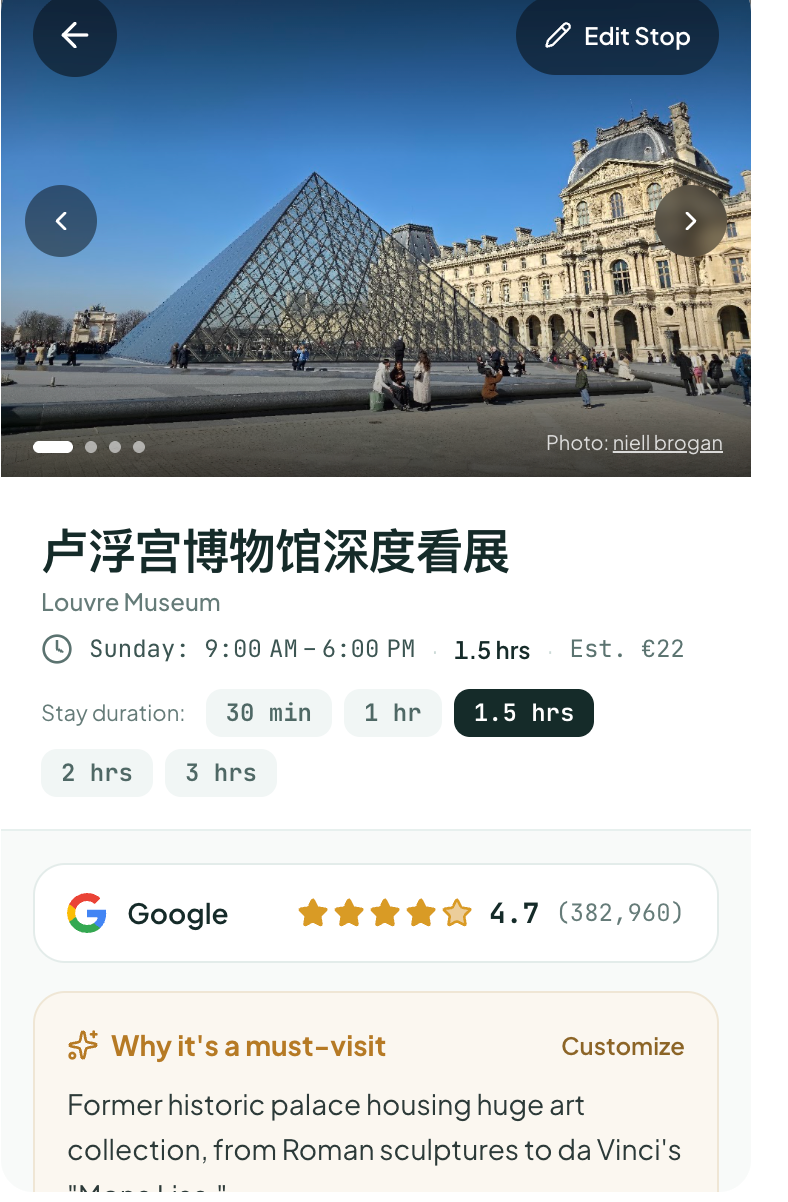 Edit Stop
Photo: niell brogan
卢浮宫博物馆深度看展
Louvre Museum
Sunday: 9:00 AM – 6:00 PM · 1.5 hrs · Est. €22
Stay duration: 30 min 1 hr 1.5 hrs
2 hrs 3 hrs
Google 4.7 (382,960)
Why it's a must-visit Customize
Former historic palace housing huge art
collection, from Roman sculptures to da Vinci's
"Mona Lisa."